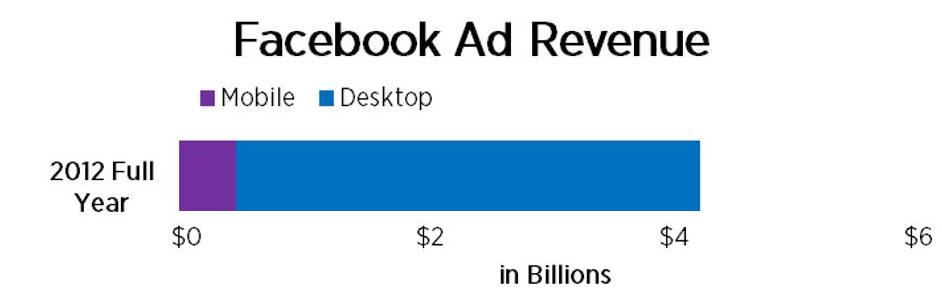 Facebook Ad Revenue
Mobile Desktop
2012 Full
Year
$0 $2 $4 $6
in Billions